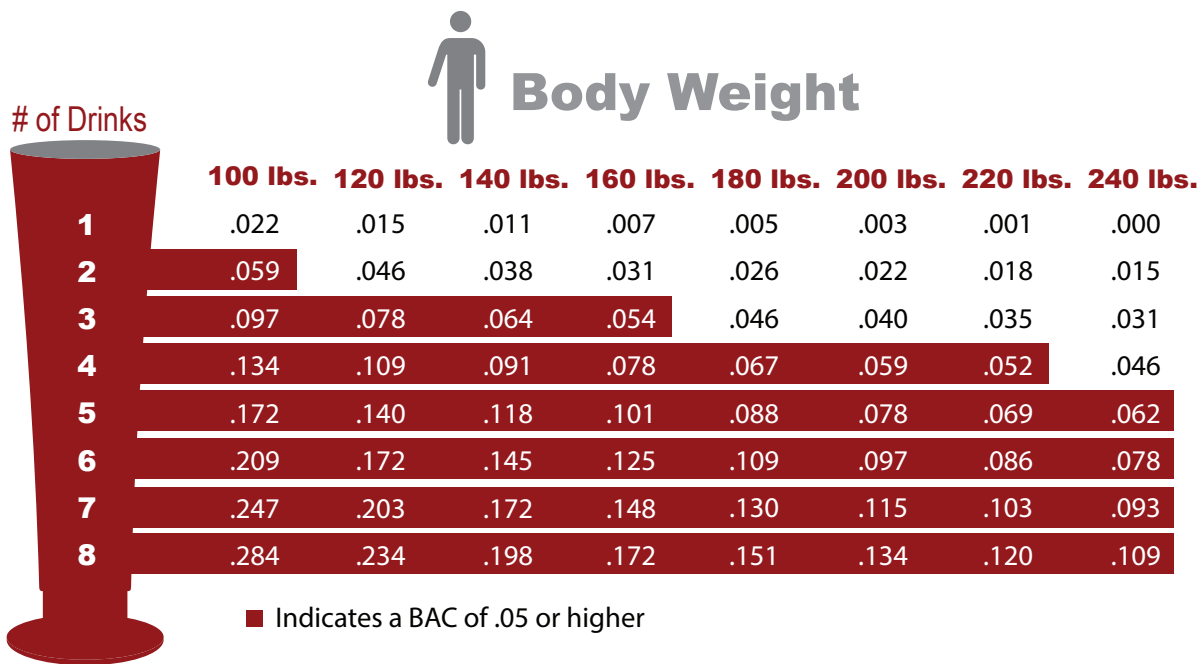 Body Weight
# of Drinks
100 lbs. 120 lbs. 140 lbs. 160 lbs. 180 lbs. 200 lbs. 220 lbs. 240 lbs.
1 .022 .015 .011 .007 .005 .003 .001 .000
2 .059 .046 .038 .031 .026 .022 .018 .015
3 .097 .078 .064 .054 .046 .040 .035 .031
4 .134 .109 .091 .078 .067 .059 .052 .046
5 .172 .140 .118 .101 .088 .078 .069 .062
6 .209 .172 .145 .125 .109 .097 .086 .078
7 .247 .203 .172 .148 .130 .115 .103 .093
8 .284 .234 .198 .172 .151 .134 .120 .109
Indicates a BAC of .05 or higher